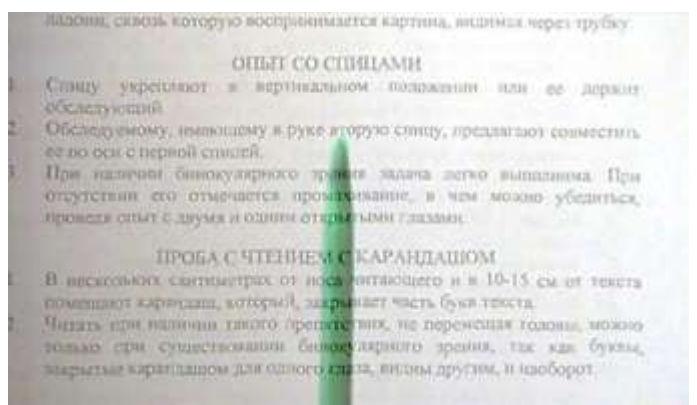 ладони, сквозь которую воспринимается картина, видимая через трубку.
ОПЫТ СО СПИЦАМИ
1 Спицу укрепляют в вертикальном положении или ее держит
обследующий.
2 Обследуемому, имеющему в руке вторую спицу, предлагают совместить
ее по оси с первой спицей.
3 При наличии бинокулярного зрения задача легко выполнима. При
отсутствии его отмечается промахивание, в чем можно убедиться,
проведя опыт с двумя и одним открытыми глазами.
ПРОБА С ЧТЕНИЕМ С КАРАНДАШОМ
1 В нескольких сантиметрах от носа читающего и в 10-15 см от текста
помещают карандаш, который, закрывает часть букв текста.
2 Читать при наличии такого препятствия, не перемещая головы, можно
только при существовании бинокулярного зрения, так как буквы,
закрытые карандашом для одного глаза, видны другим, и наоборот.